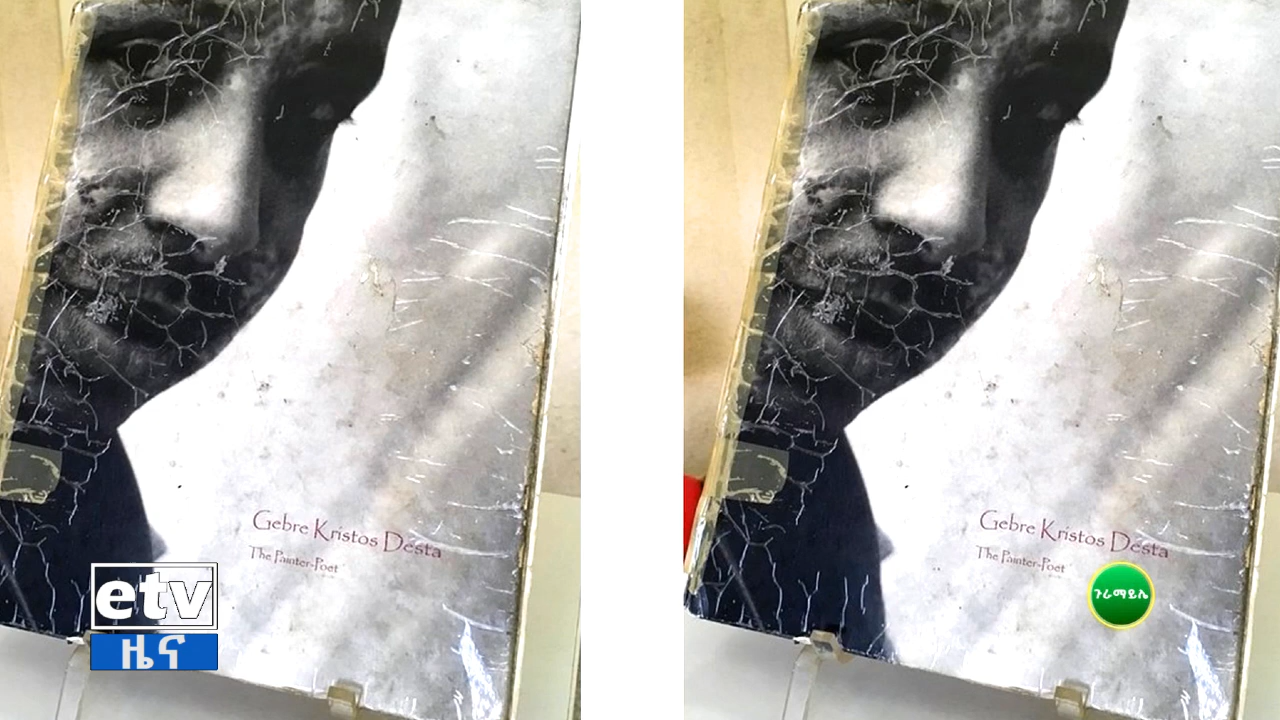 Gebre Kristos Desta
The Painter-Poet
etv
ዜና
Gebre Kristos Desta
The Painter-Poet
ጉራማይሌ